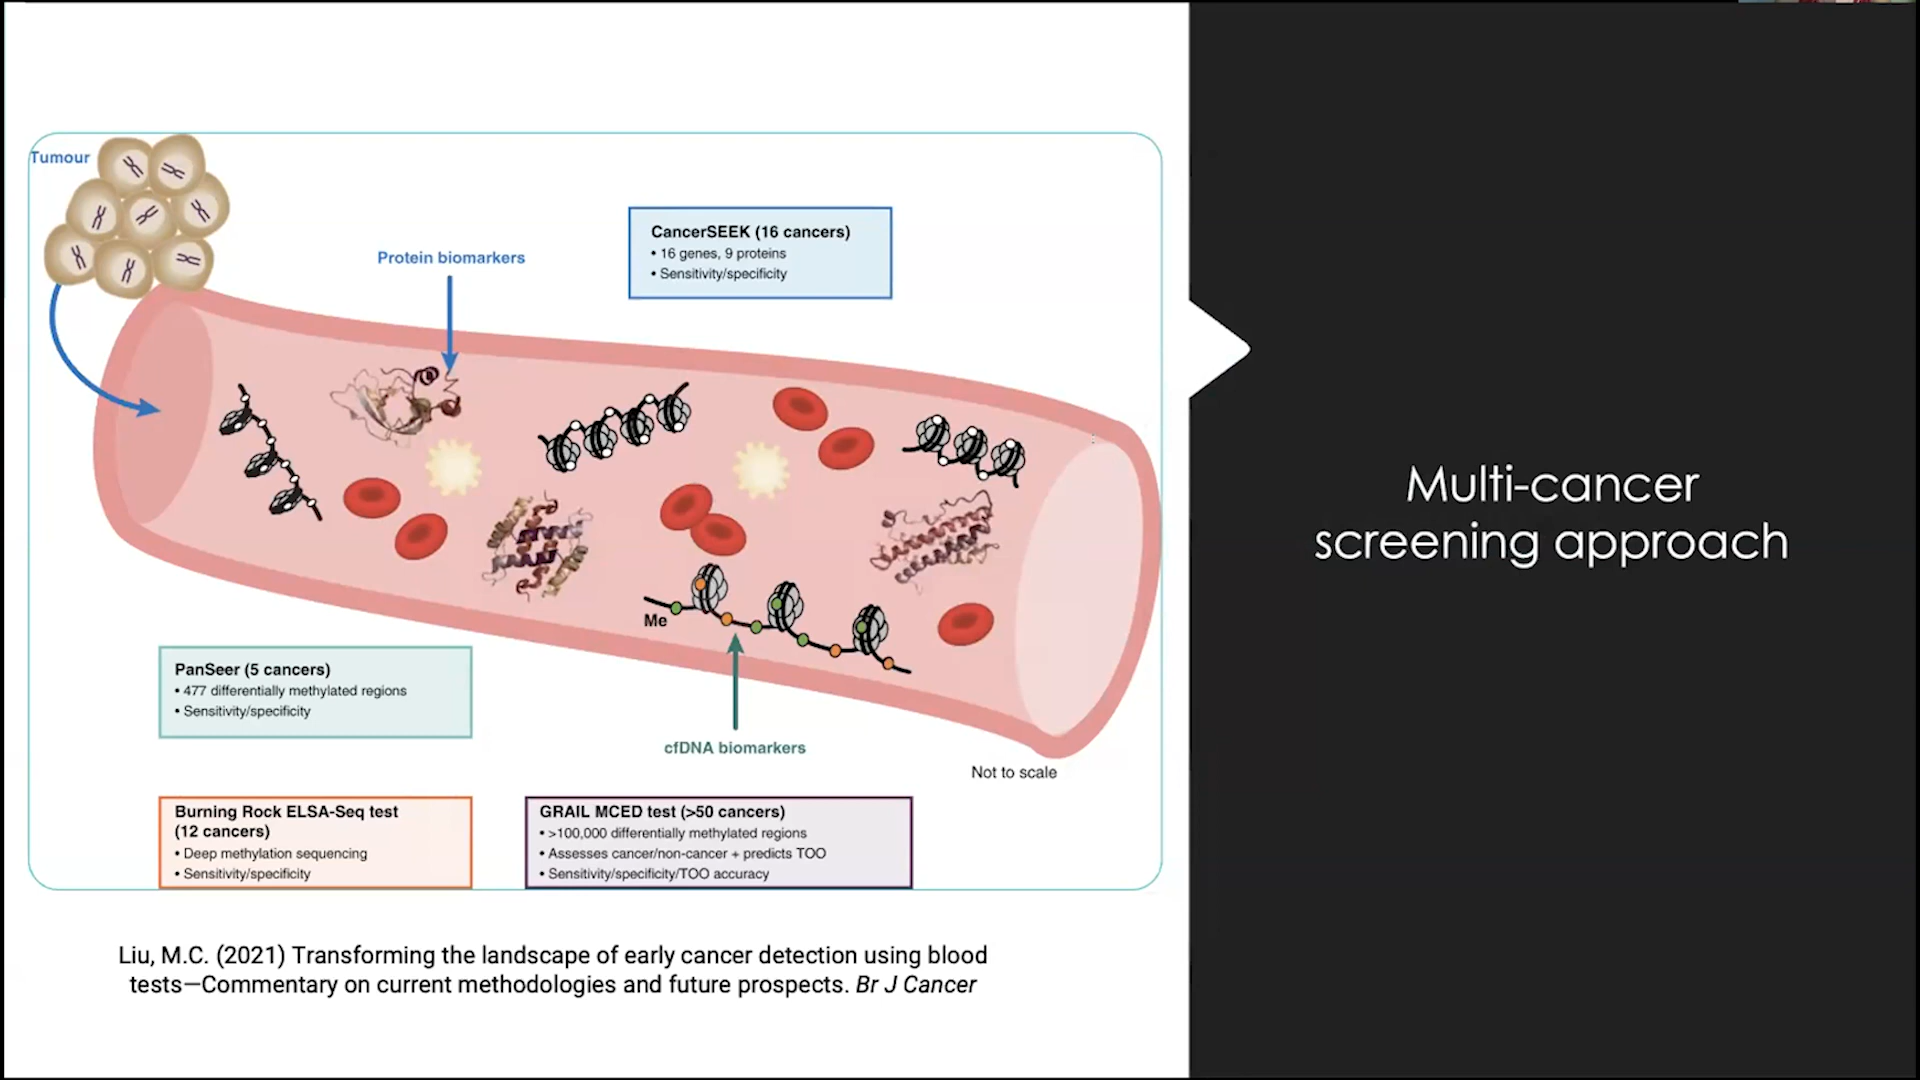 Tumour
Protein biomarkers
CancerSEEK (16 cancers)
• 16 genes, 9 proteins
• Sensitivity/specificity
Me
PanSeer (5 cancers)
• 477 differentially methylated regions
• Sensitivity/specificity
cfDNA biomarkers
Not to scale
Burning Rock ELSA-Seq test
(12 cancers)
• Deep methylation sequencing
• Sensitivity/specificity
GRAIL MCED test (>50 cancers)
• >100,000 differentially methylated regions
• Assesses cancer/non-cancer + predicts TOO
• Sensitivity/specificity/TOO accuracy
Liu, M.C. (2021) Transforming the landscape of early cancer detection using blood
tests—Commentary on current methodologies and future prospects. Br J Cancer
Multi-cancer
screening approach